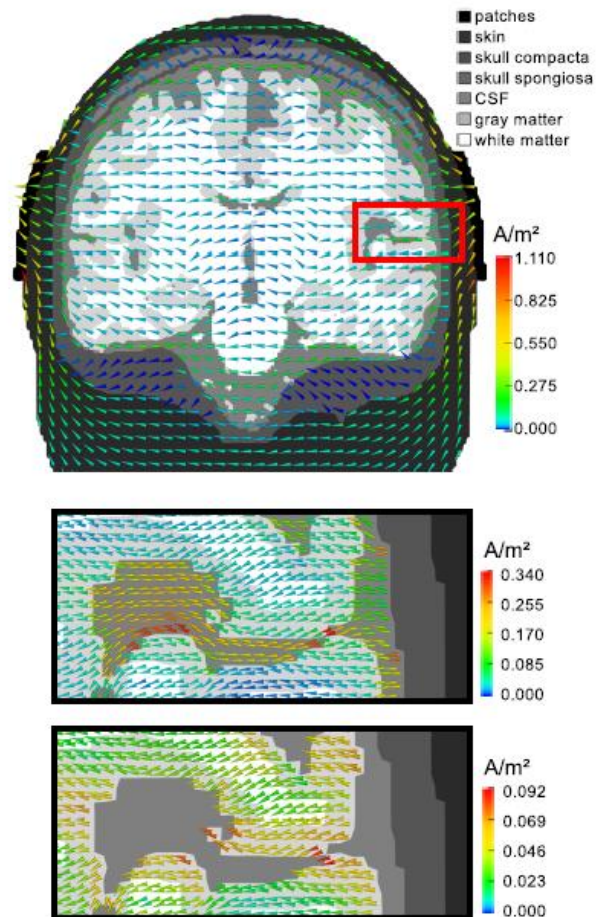 patches
skin
skull compacta
skull spongiosa
CSF
gray matter
white matter
A/m²
1.110
0.825
0.550
0.275
0.000
A/m²
0.340
0.255
0.170
0.085
0.000
A/m²
0.092
0.069
0.046
0.023
0.000